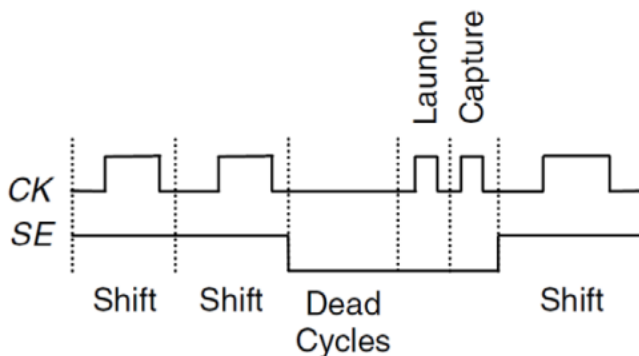 Launch
Capture
CK
SE
Shift
Shift
Dead
Cycles
Shift